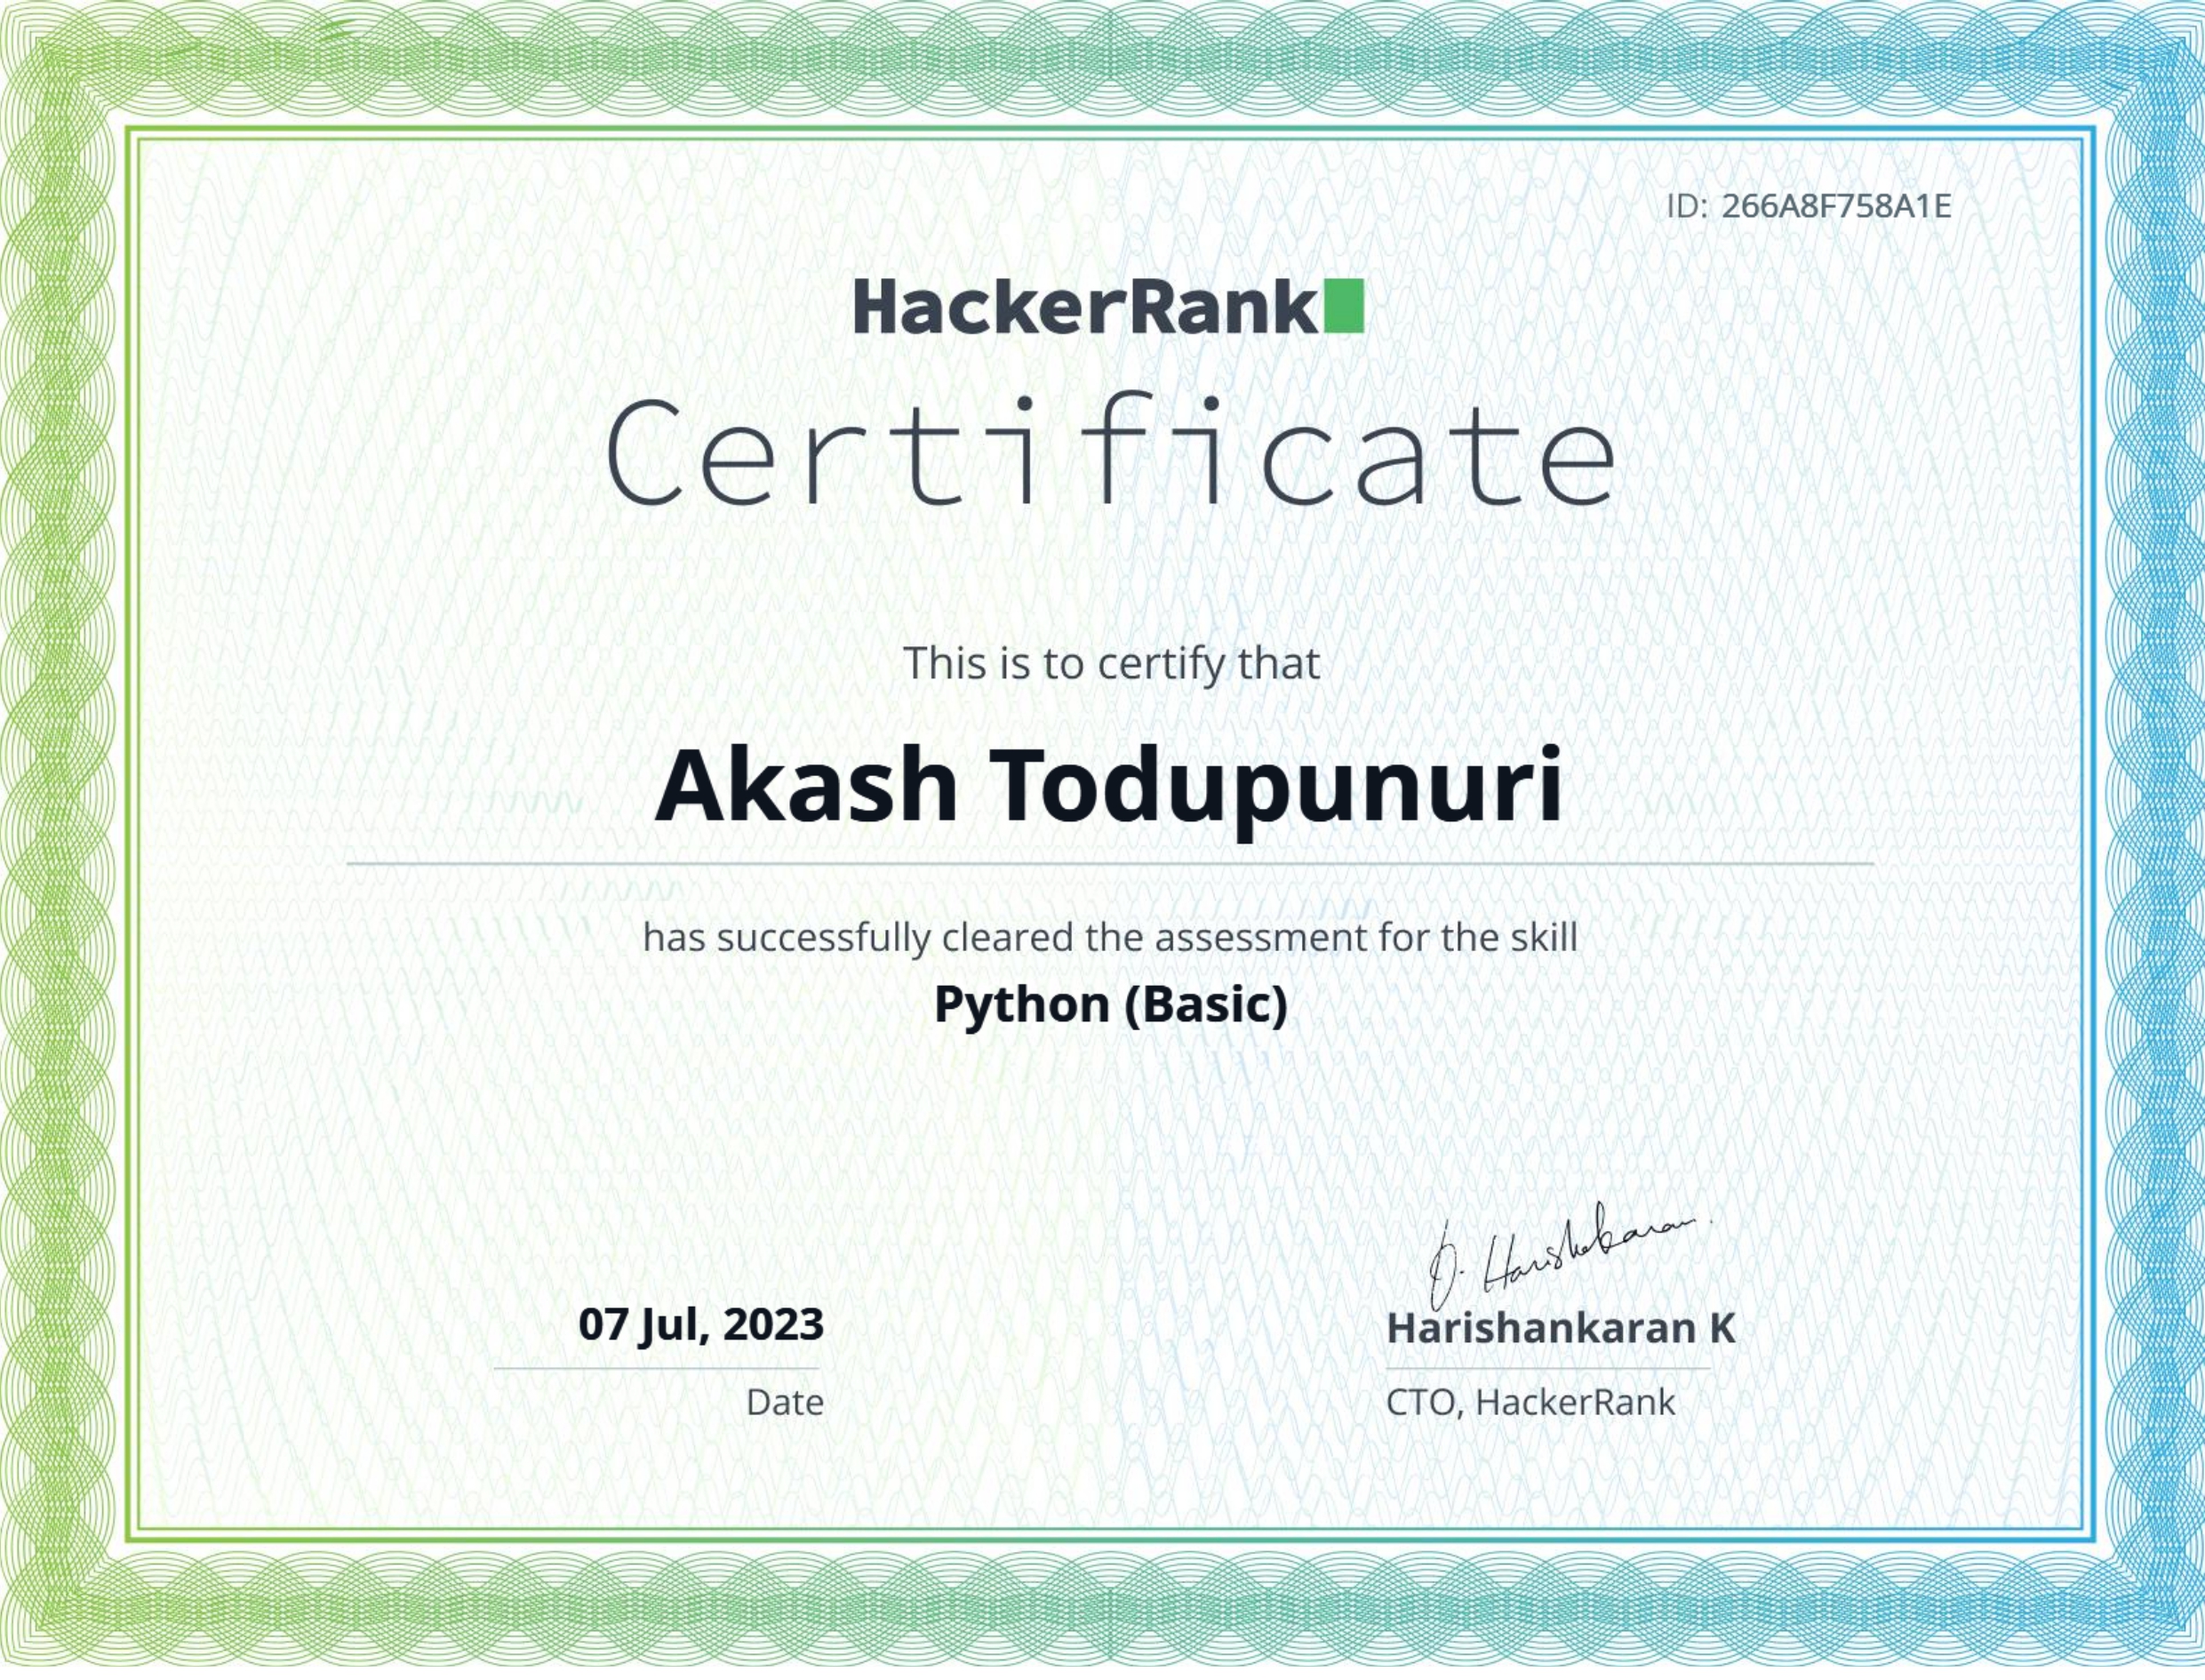 ID: 266A8F758A1E
HackerRank
Certificate
This is to certify that
Akash Todupunuri
has successfully cleared the assessment for the skill
Python (Basic)
07 Jul, 2023
Date
Harishankaran K
CTO, HackerRank